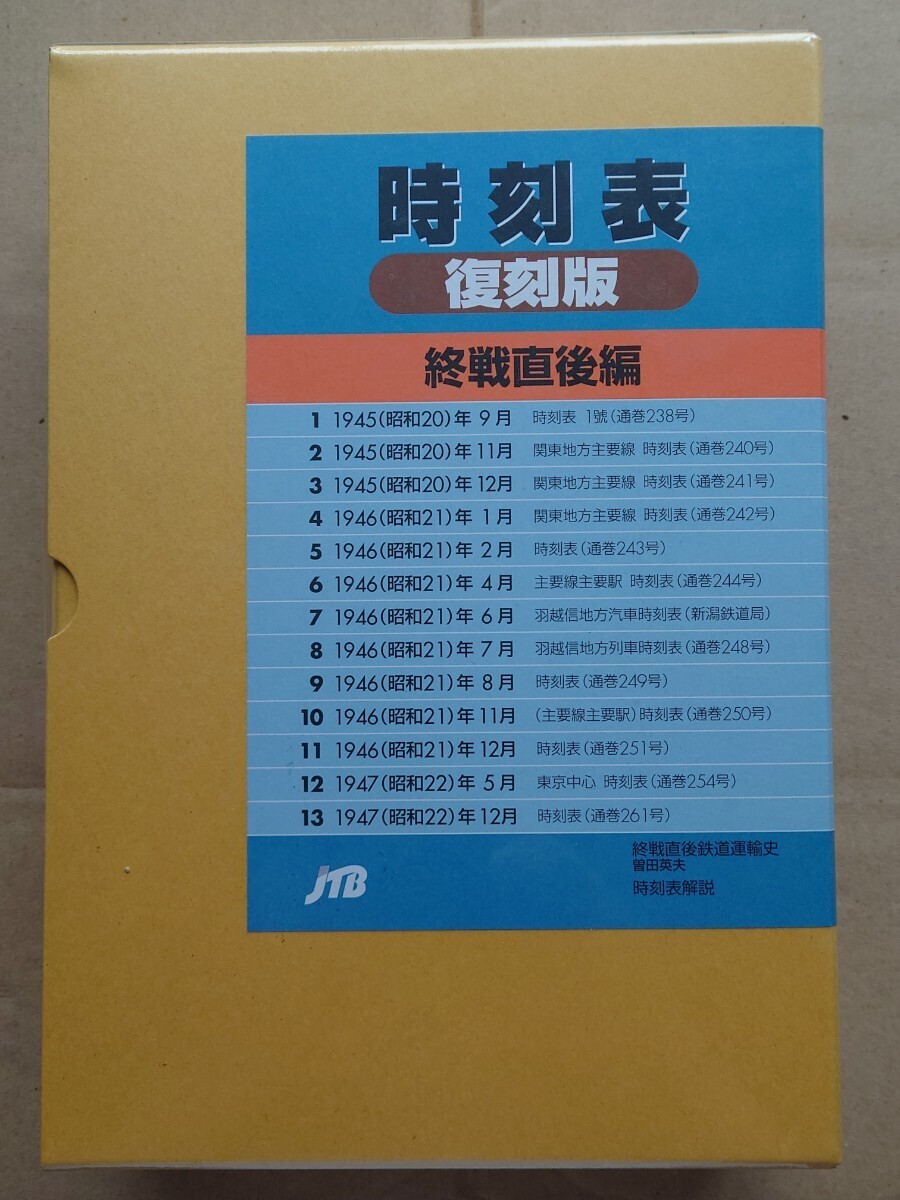 時刻表
復刻版
終戦直後編
1 1945(昭和20)年 9月 時刻表 1號(通巻238号)
2 1945(昭和20)年11月 関東地方主要線 時刻表(通巻240号)
3 1945(昭和20)年12月 関東地方主要線 時刻表(通巻241号)
4 1946(昭和21)年 1月 関東地方主要線 時刻表(通巻242号)
5 1946(昭和21)年 2月 時刻表(通巻243号)
6 1946(昭和21)年 4月 主要線主要駅 時刻表(通巻244号)
7 1946(昭和21)年 6月 羽越信地方汽車時刻表(新潟鉄道局)
8 1946(昭和21)年 7月 羽越信地方列車時刻表(通巻248号)
9 1946(昭和21)年 8月 時刻表(通巻249号)
10 1946(昭和21)年11月 (主要線主要駅)時刻表(通巻250号)
11 1946(昭和21)年12月 時刻表(通巻251号)
12 1947(昭和22)年 5月 東京中心 時刻表(通巻254号)
13 1947(昭和22)年12月 時刻表(通巻261号)
終戦直後鉄道運輸史
曽田英夫
時刻表解説
JTB